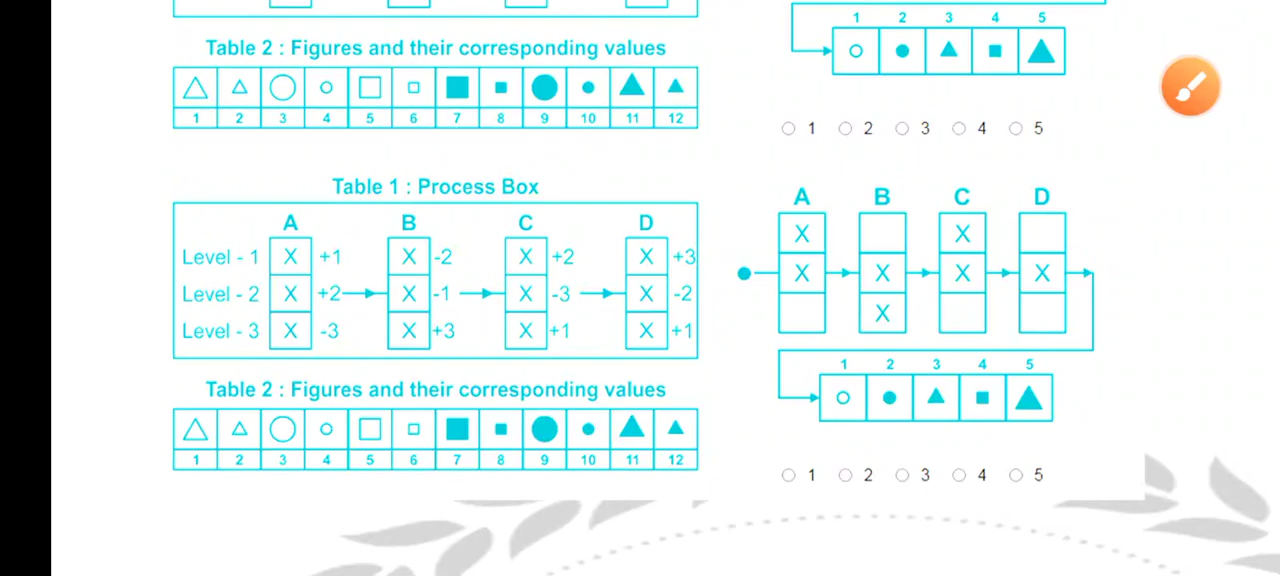 1 2 3 4 5
Table 2 : Figures and their corresponding values
1 2 3 4 5 6 7 8 9 10 11 12
1 2 3 4 5
Table 1 : Process Box
A B C D
Level - 1 X +1 X -2 X +2 X +3
Level - 2 X +2 X -1 X -3 X -2
Level - 3 X -3 X +3 X +1 X +1
Table 2 : Figures and their corresponding values
1 2 3 4 5 6 7 8 9 10 11 12
A B C D
X X
X X X X
X
1 2 3 4 5
1 2 3 4 5